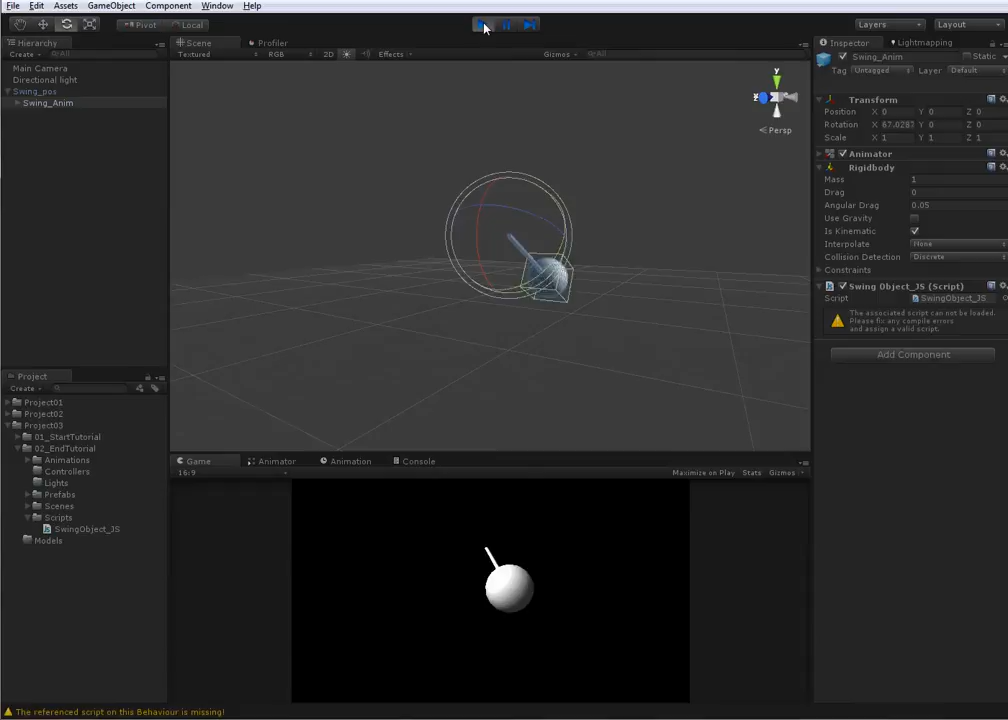 File Edit Assets GameObject Component Window Help
Pivot Local Layers Layout
Hierarchy Scene Profiler Inspector Lightmapping
Create All Textured RGB 2D Effects Gizmos All Swing_Anim Static
Tag Untagged Layer Default
Main Camera
Directional light
Swing_pos
Swing_Anim
y
z
Persp
Transform
Position X 0 Y 0 Z 0
Rotation X 67.0287 Y 0 Z 0
Scale X 1 Y 1 Z 1
Animator
Rigidbody
Mass 1
Drag 0
Angular Drag 0.05
Use Gravity
Is Kinematic
Interpolate None
Collision Detection Discrete
Constraints
Swing Object_JS (Script)
Script SwingObject_JS
The associated script can not be loaded.
Please fix any compile errors
and assign a valid script.
Add Component
Project
Create
Project01
Project02
Project03
01_StartTutorial
02_EndTutorial
Animations
Controllers
Lights
Prefabs
Scenes
Scripts
SwingObject_JS
Models
Game Animator Animation Console
16:9 Maximize on Play Stats Gizmos
The referenced script on this Behaviour is missing!